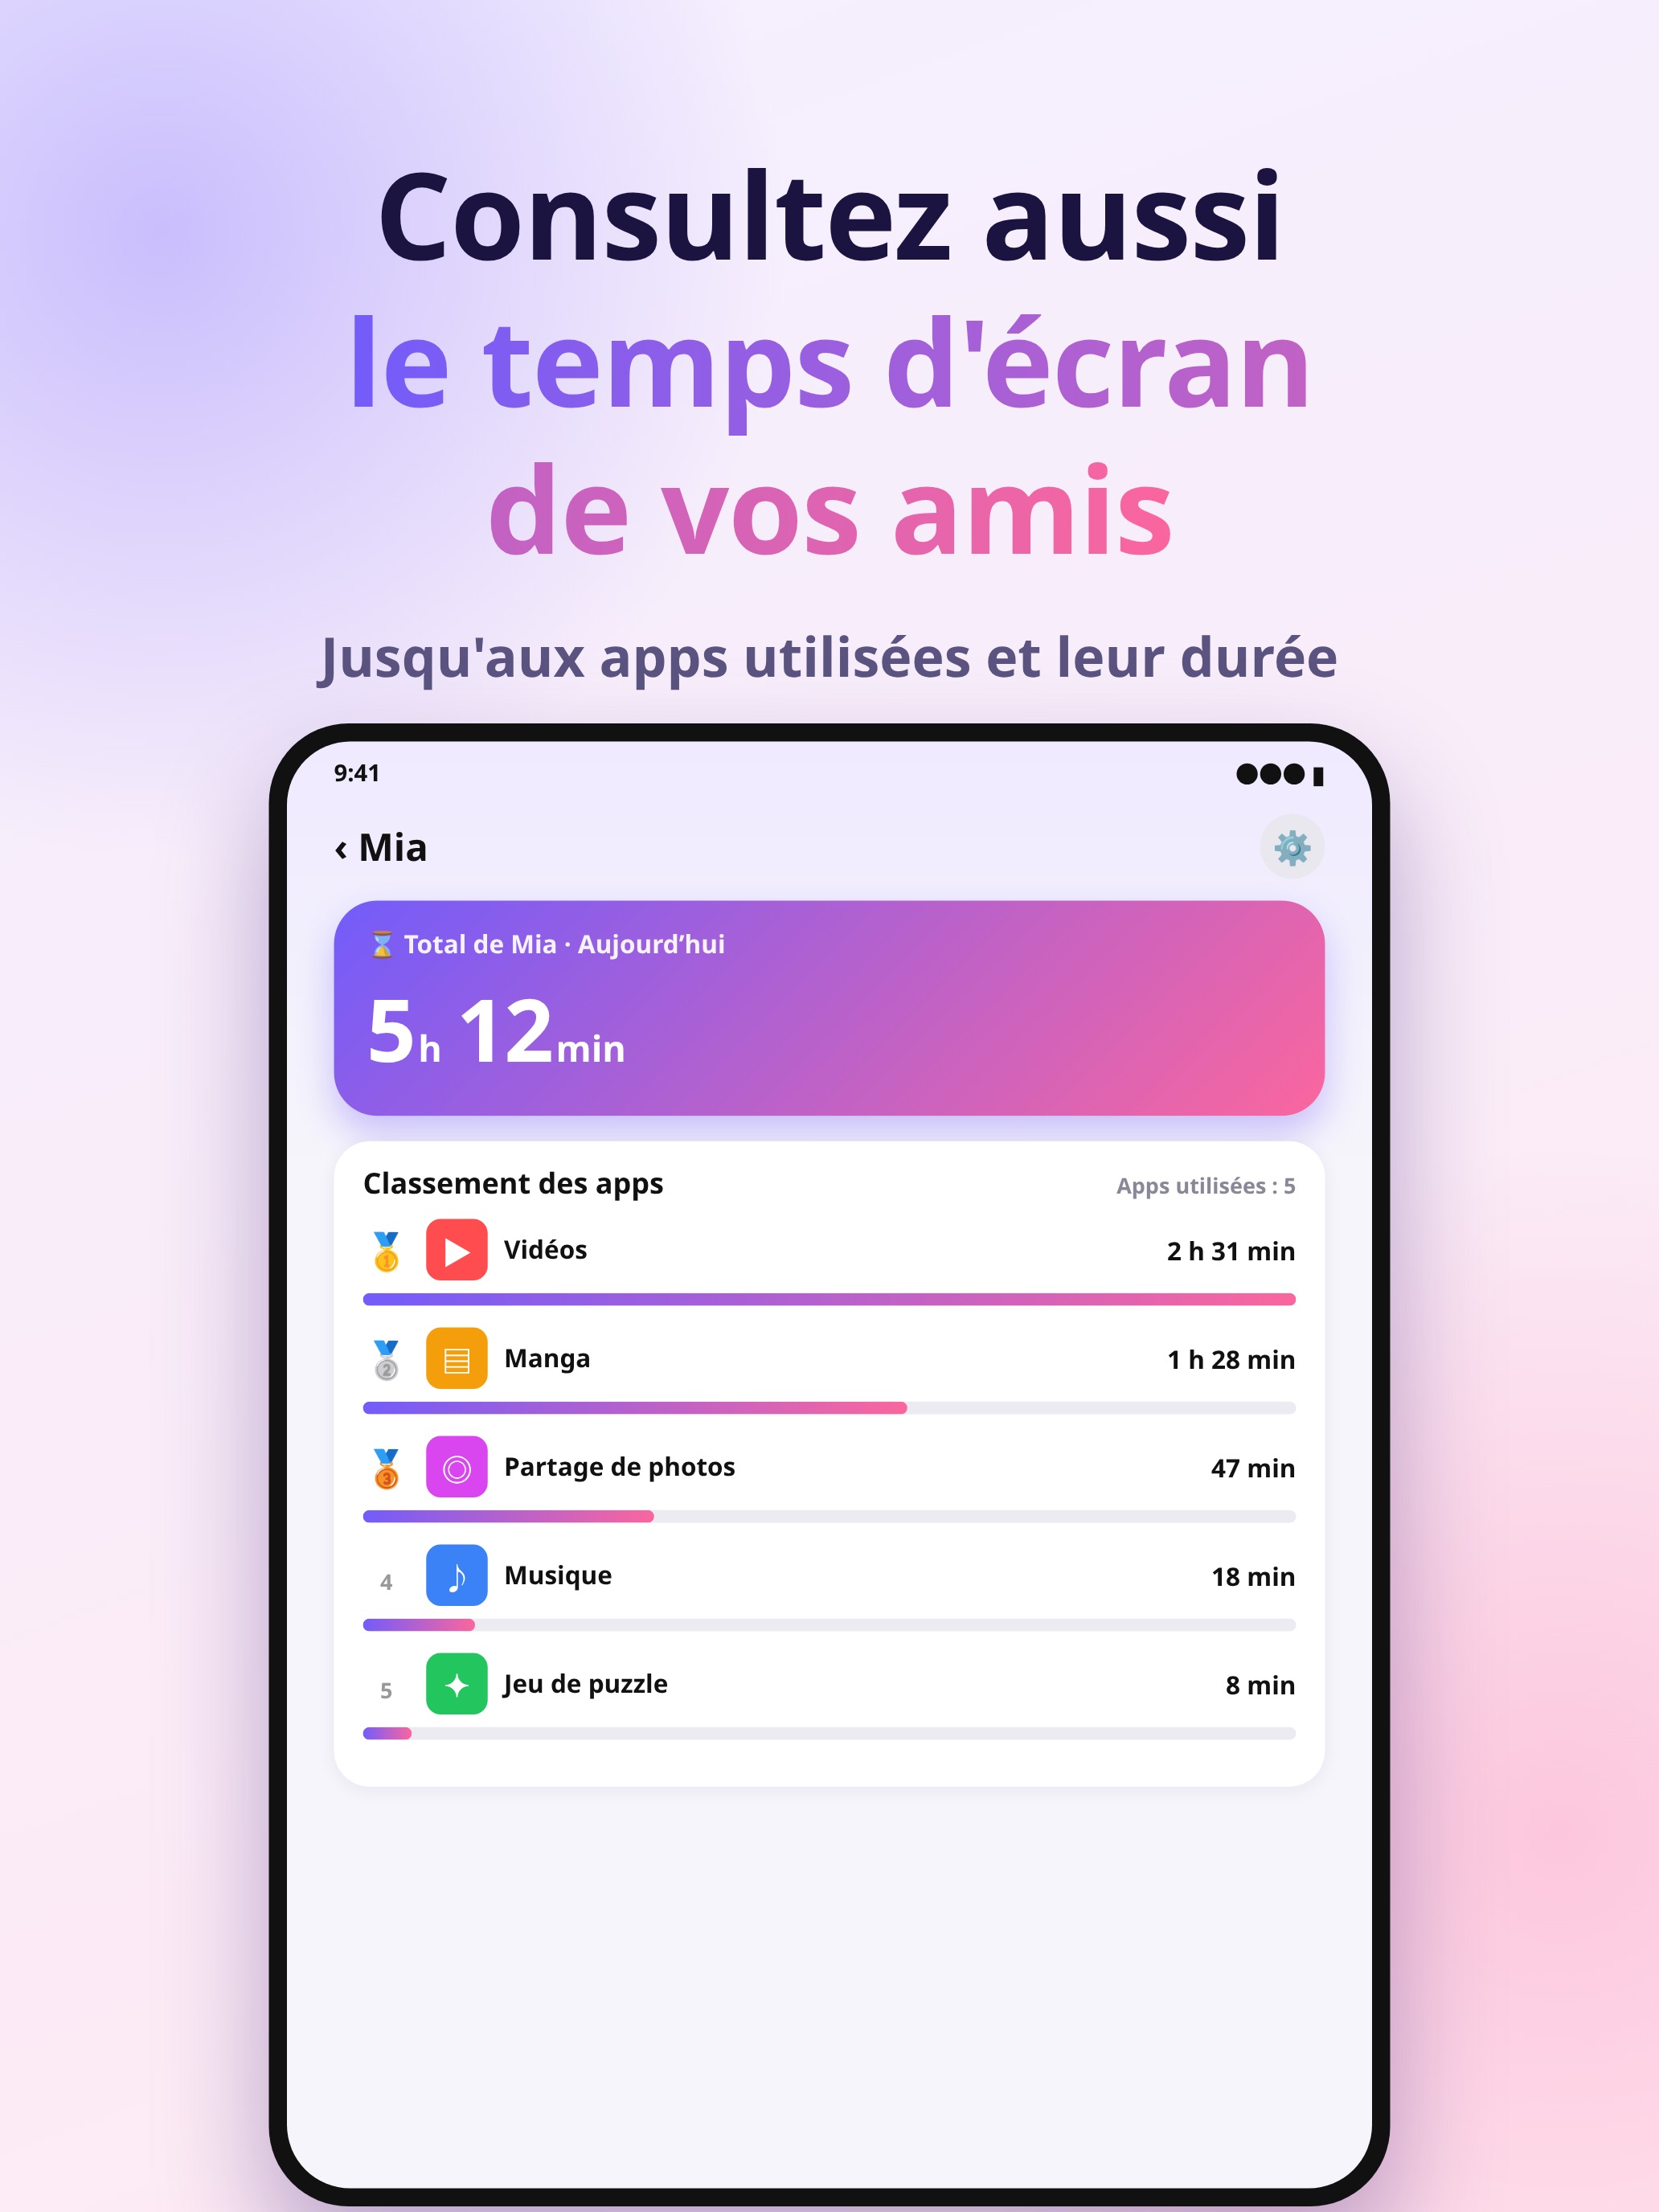 Consultez aussi
le temps d'écran
de vos amis
Jusqu'aux apps utilisées et leur durée
9:41
‹ Mia
⌛ Total de Mia · Aujourd’hui
5h 12min
Classement des apps
Apps utilisées : 5
🥇 Vidéos 2 h 31 min
🥈 Manga 1 h 28 min
🥉 Partage de photos 47 min
4 Musique 18 min
5 Jeu de puzzle 8 min